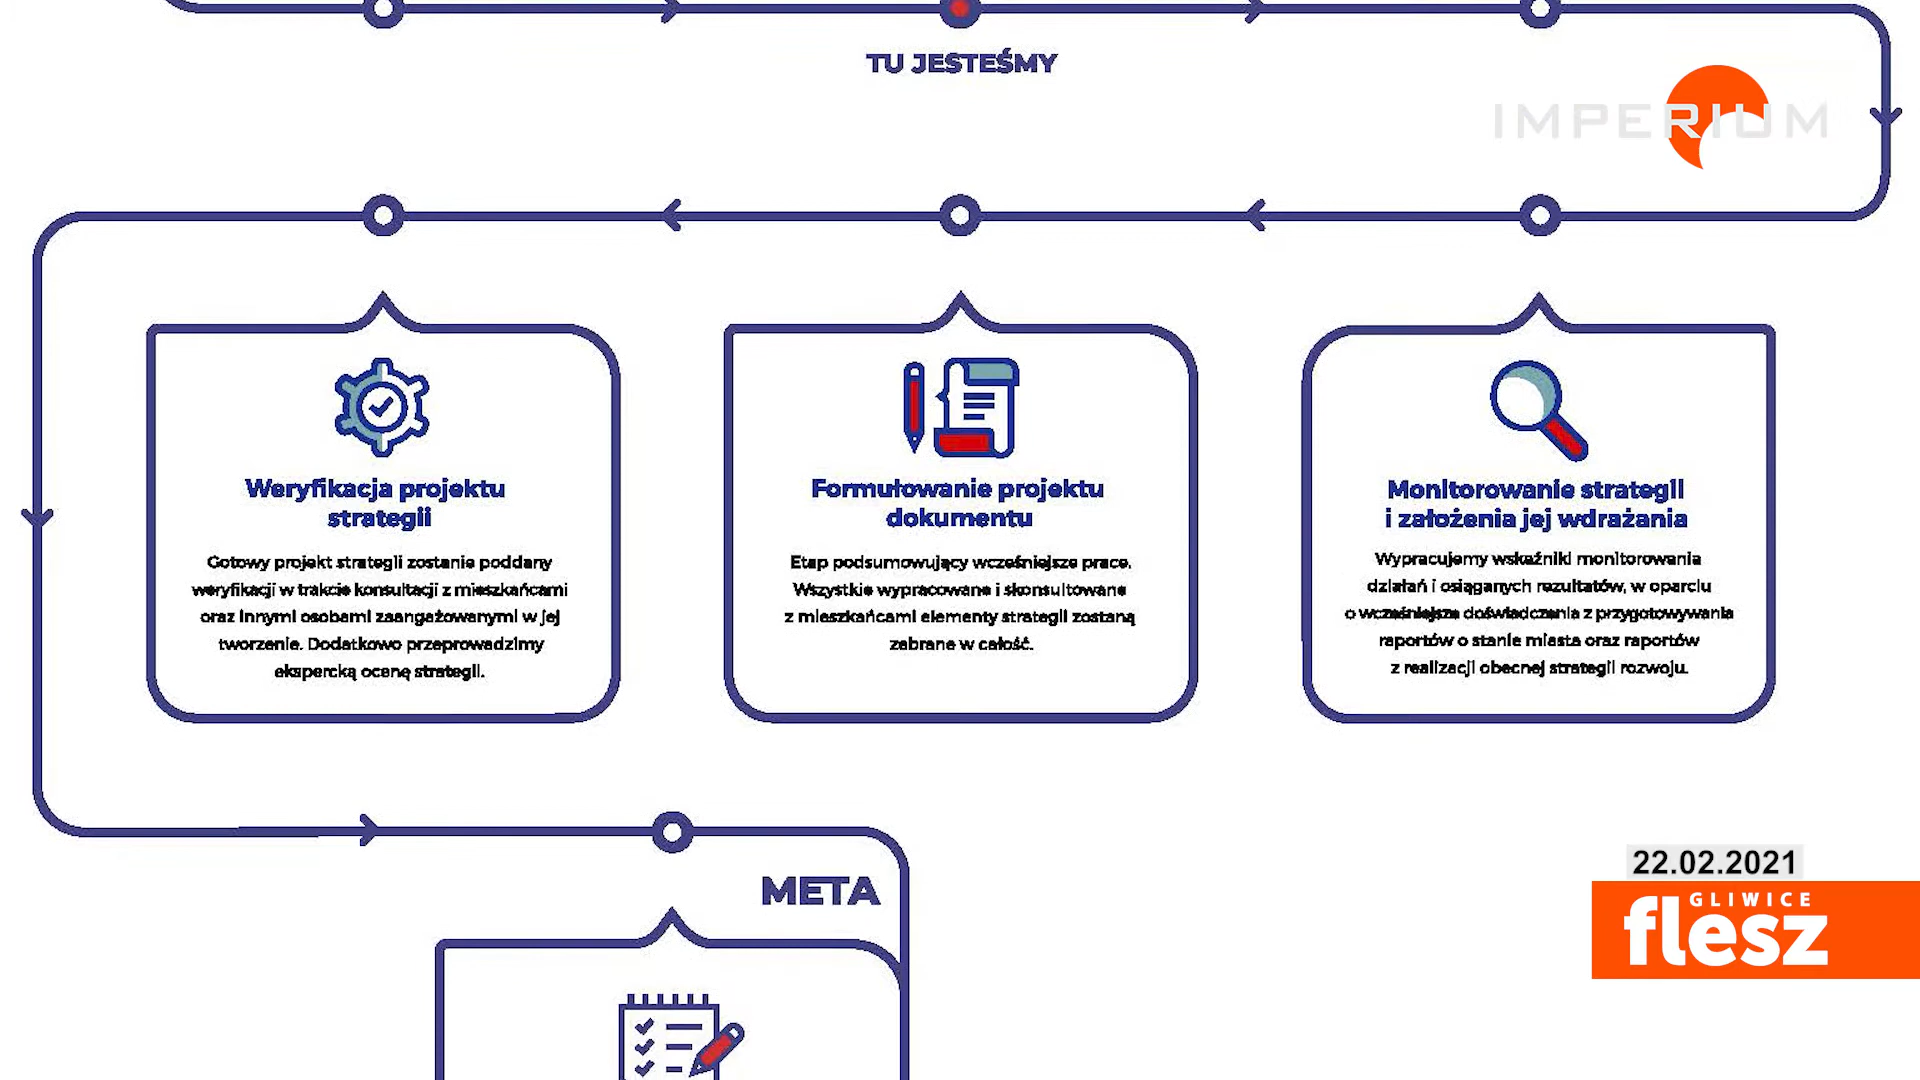 TU JESTEŚMY
IMPERIUM
Weryfikacja projektu
strategii
Gotowy projekt strategii zostanie poddany
weryfikacji w trakcie konsultacji z mieszkańcami
oraz innymi osobami zaangażowanymi w jej
tworzenie. Dodatkowo przeprowadzimy
ekspercką ocenę strategii.
Formułowanie projektu
dokumentu
Etap podsumowujący wcześniejsze prace.
Wszystkie wypracowane i skonsultowane
z mieszkańcami elementy strategii zostaną
zebrane w całość.
Monitorowanie strategii
i założenia jej wdrażania
Wypracujemy wskaźniki monitorowania
działań i osiąganych rezultatów, w oparciu
o wcześniejsze doświadczenia z przygotowywania
raportów o stanie miasta oraz raportów
z realizacji obecnej strategii rozwoju.
META
22.02.2021
GLIWICE
flesz